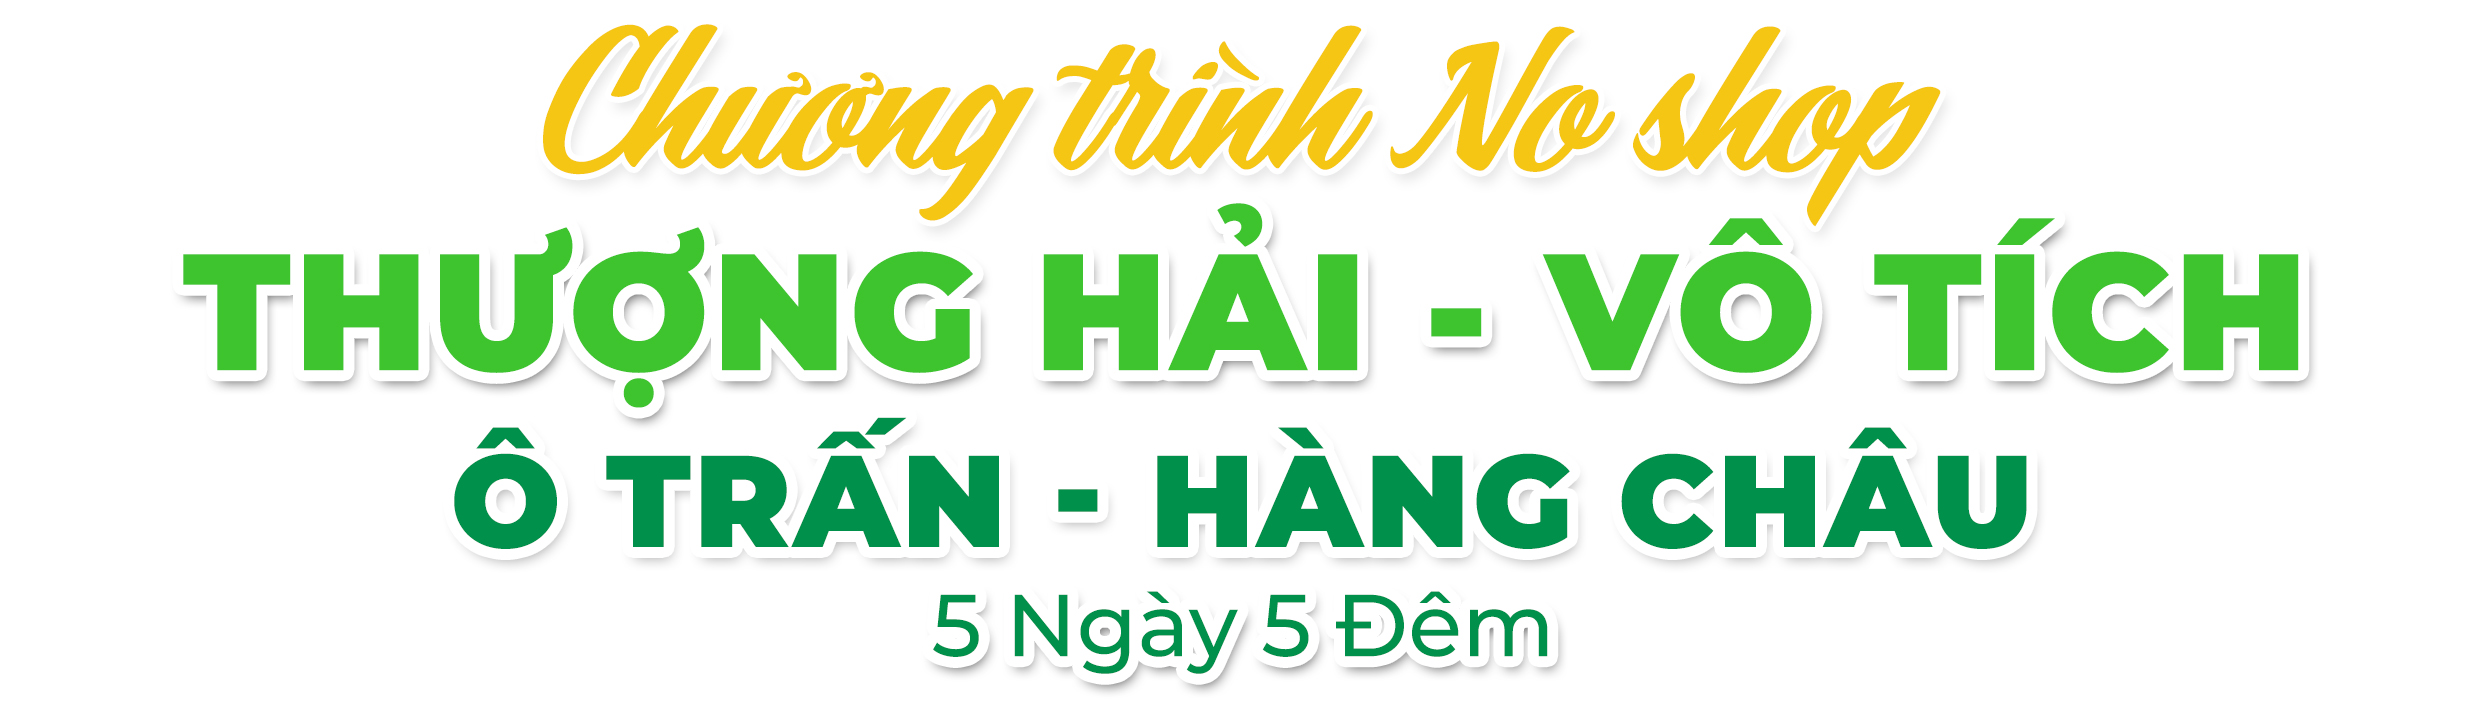 Chương trình No shop
THƯỢNG HẢI - VÔ TÍCH
Ô TRẤN - HÀNG CHÂU
5 Ngày 5 Đêm